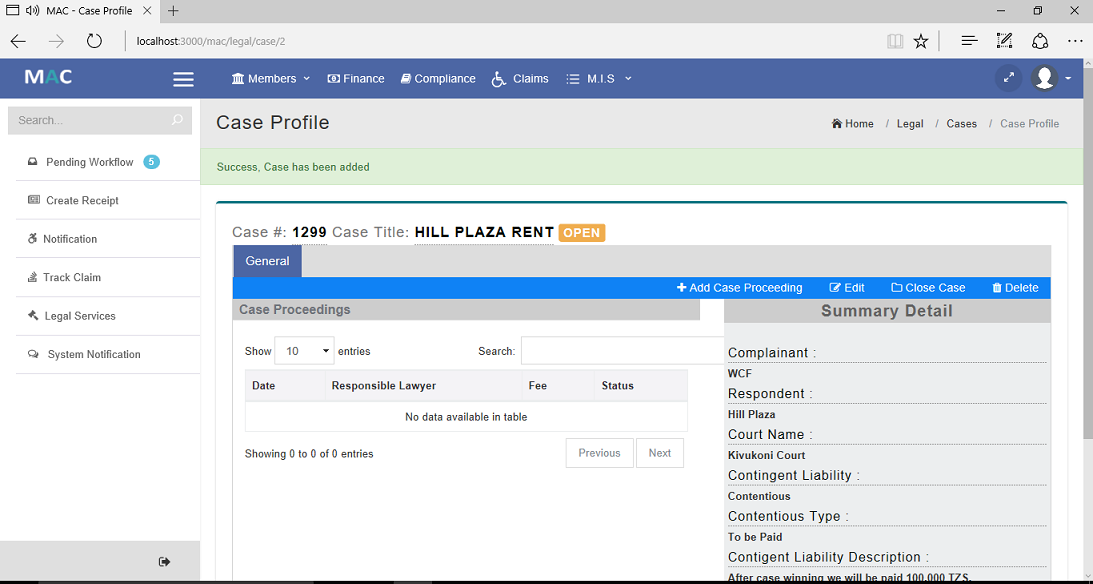 MAC - Case Profile
localhost:3000/mac/legal/case/2
MAC
Members Finance Compliance Claims M.I.S
Search...
Case Profile
Home / Legal / Cases / Case Profile
Pending Workflow 5
Success, Case has been added
Create Receipt
Notification
Case #: 1299 Case Title: HILL PLAZA RENT OPEN
General
Track Claim
Add Case Proceeding Edit Close Case Delete
Legal Services
Case Proceedings
Summary Detail
System Notification
Show 10 entries Search:
Complainant :
WCF
Date Responsible Lawyer Fee Status
Respondent :
No data available in table
Hill Plaza
Court Name :
Showing 0 to 0 of 0 entries
Previous Next
Kivukoni Court
Contingent Liability :
Contentious
Contentious Type :
To be Paid
Contigent Liability Description :
After case winning we will be paid 100,000 TZS.